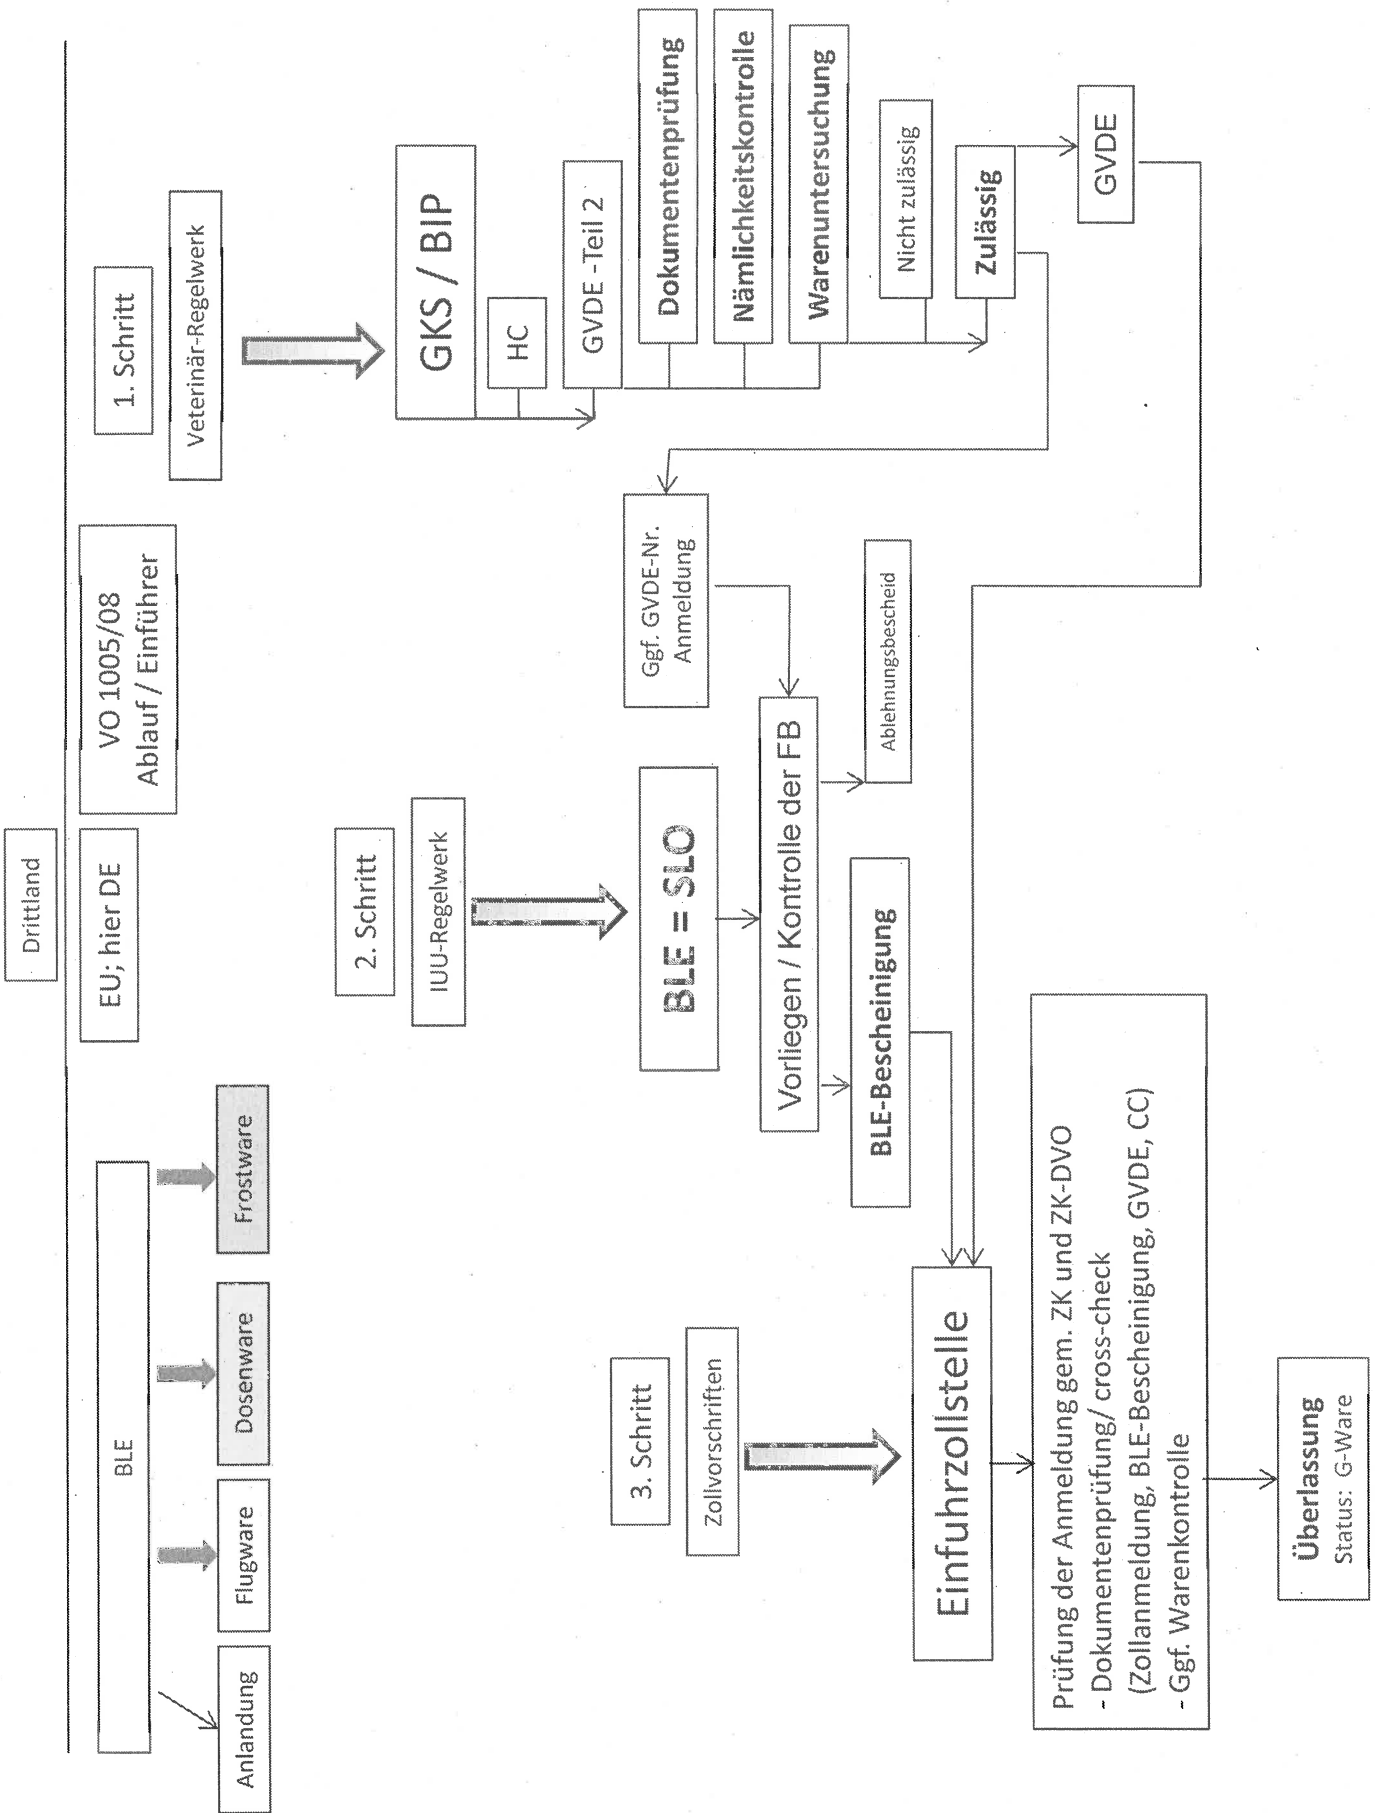 Drittland
EU; hier DE
VO 1005/08
Ablauf / Einführer
BLE
Anlandung
Flugware
Dosenware
Frostware
1. Schritt
Veterinär-Regelwerk
GKS / BIP
HC
GVDE -Teil 2
Dokumentenprüfung
Nämlichkeitskontrolle
Warenuntersuchung
Nicht zulässig
Zulässig
GVDE
2. Schritt
IUU-Regelwerk
BLE = SLO
Ggf. GVDE-Nr.
Anmeldung
Vorliegen / Kontrolle der FB
BLE-Bescheinigung
Ablehnungsbescheid
3. Schritt
Zollvorschriften
Einfuhrzollstelle
Prüfung der Anmeldung gem. ZK und ZK-DVO
- Dokumentenprüfung/ cross-check
(Zollanmeldung, BLE-Bescheinigung, GVDE, CC)
- Ggf. Warenkontrolle
Überlassung
Status: G-Ware